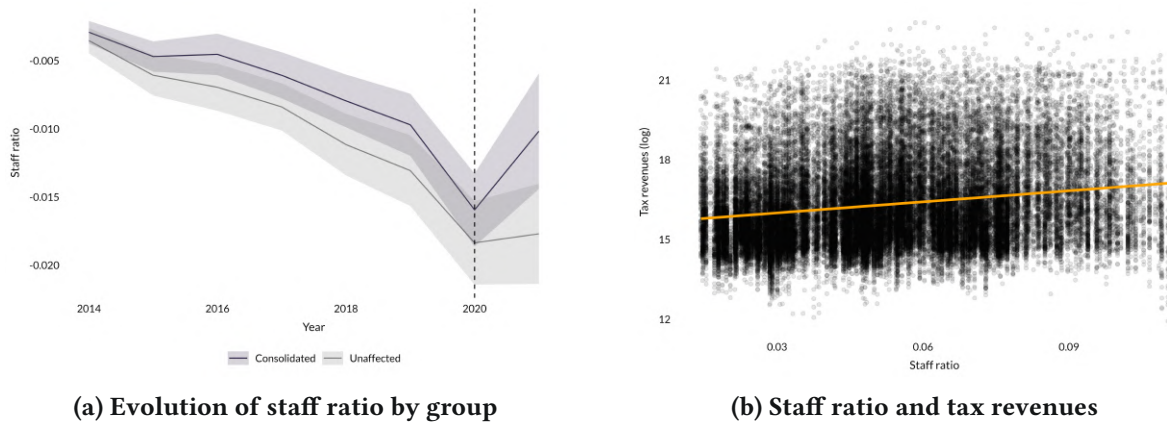 -0.005
-0.010
-0.015
-0.020
Staff ratio
2014
2016
2018
2020
Year
Consolidated
Unaffected
(a) Evolution of staff ratio by group
21
18
15
12
Tax revenues (log)
0.03
0.06
0.09
Staff ratio
(b) Staff ratio and tax revenues